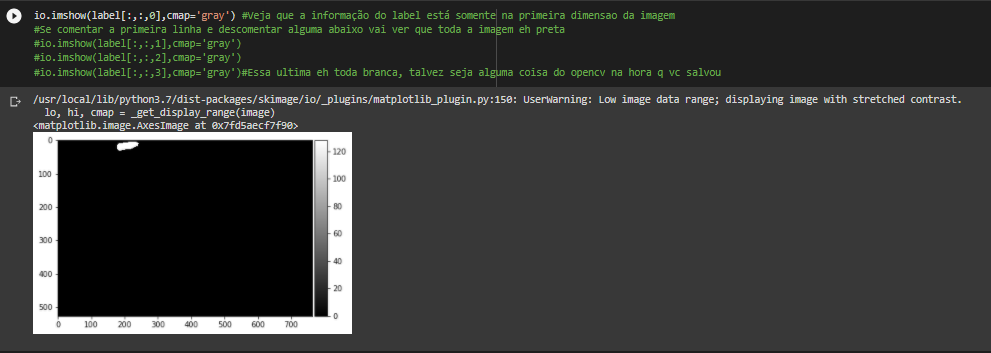 io.imshow(label[:,:,0],cmap='gray') #Veja que a informação do label está somente na primeira dimensao da imagem
#Se comentar a primeira linha e descomentar alguma abaixo vai ver que toda a imagem eh preta
#io.imshow(label[:,:,1],cmap='gray')
#io.imshow(label[:,:,2],cmap='gray')
#io.imshow(label[:,:,3],cmap='gray')#Essa ultima eh toda branca, talvez seja alguma coisa do opencv na hora q vc salvou
/usr/local/lib/python3.7/dist-packages/skimage/io/_plugins/matplotlib_plugin.py:150: UserWarning: Low image data range; displaying image with stretched contrast.
lo, hi, cmap = _get_display_range(image)
<matplotlib.image.AxesImage at 0x7fd5aecf7f90>
0
100
200
300
400
500
0 100 200 300 400 500 600 700
120
100
80
60
40
20
0